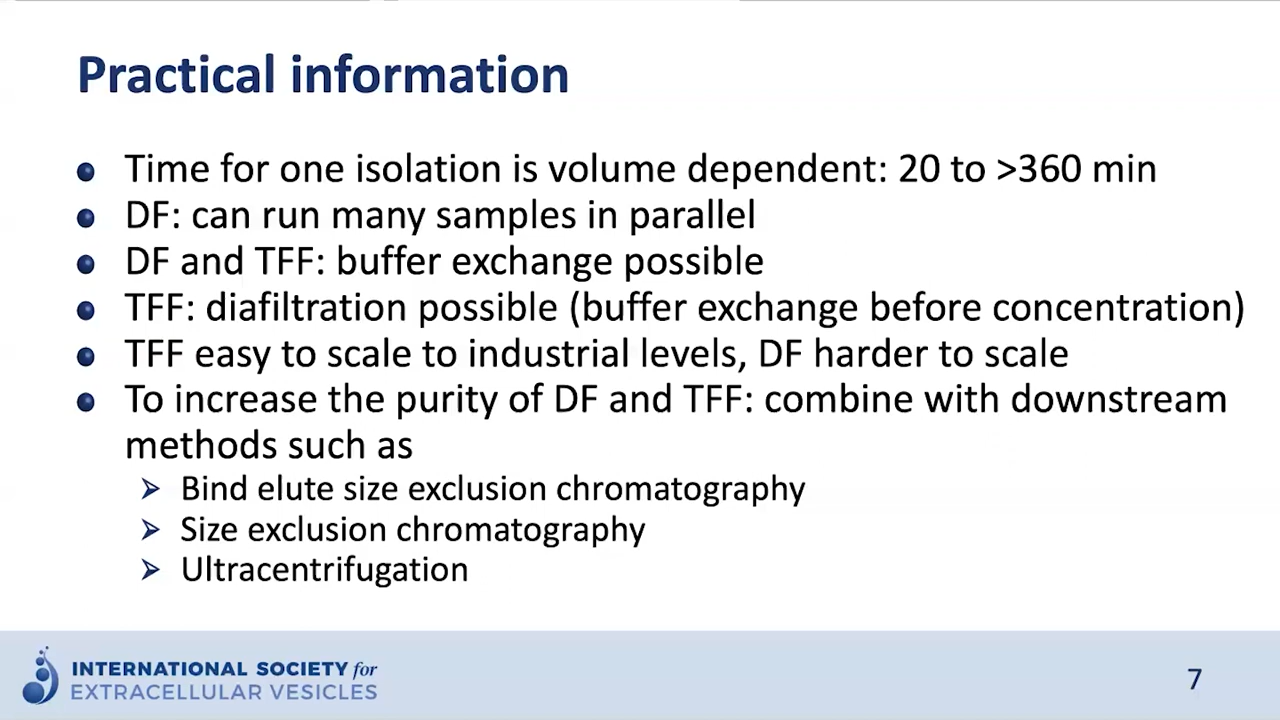 Practical information
Time for one isolation is volume dependent: 20 to >360 min
DF: can run many samples in parallel
DF and TFF: buffer exchange possible
TFF: diafiltration possible (buffer exchange before concentration)
TFF easy to scale to industrial levels, DF harder to scale
To increase the purity of DF and TFF: combine with downstream
methods such as
Bind elute size exclusion chromatography
Size exclusion chromatography
Ultracentrifugation
INTERNATIONAL SOCIETY for
EXTRACELLULAR VESICLES
7